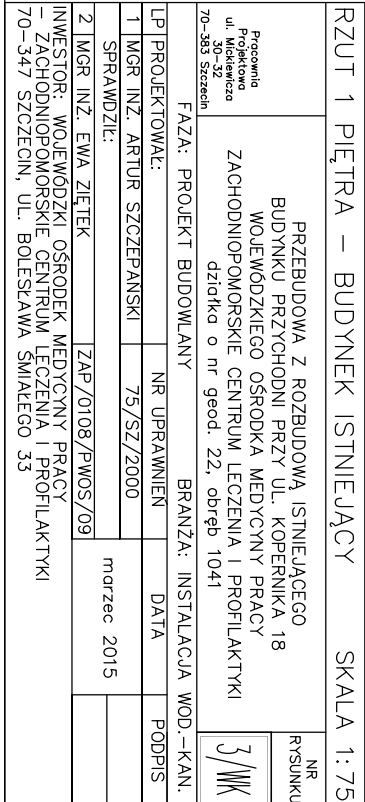 RZUT 1 PIĘTRA – BUDYNEK ISTNIEJĄCY SKALA 1:75
Pracownia
Projektowa
ul. Mickiewicza
30-32
70-383 Szczecin
PRZEBUDOWA Z ROZBUDOWĄ ISTNIEJĄCEGO
BUDYNKU PRZYCHODNI PRZY UL. KOPERNIKA 18
WOJEWÓDZKIEGO OŚRODKA MEDYCYNY PRACY
ZACHODNIOPOMORSKIE CENTRUM LECZENIA I PROFILAKTYKI
działka o nr geod. 22, obręb 1041
NR
RYSUNKU
3/WK
FAZA: PROJEKT BUDOWLANY BRANŻA: INSTALACJA WOD.–KAN.
LP PROJEKTOWAŁ: NR UPRAWNIEŃ DATA PODPIS
1 MGR INŻ. ARTUR SZCZEPAŃSKI 75/SZ/2000
SPRAWDZIŁ: marzec 2015
2 MGR INŻ. EWA ZIĘTEK ZAP/0108/PWOS/09
INWESTOR: WOJEWÓDZKI OŚRODEK MEDYCYNY PRACY
– ZACHODNIOPOMORSKIE CENTRUM LECZENIA I PROFILAKTYKI
70–347 SZCZECIN, UL. BOLESŁAWA ŚMIAŁEGO 33